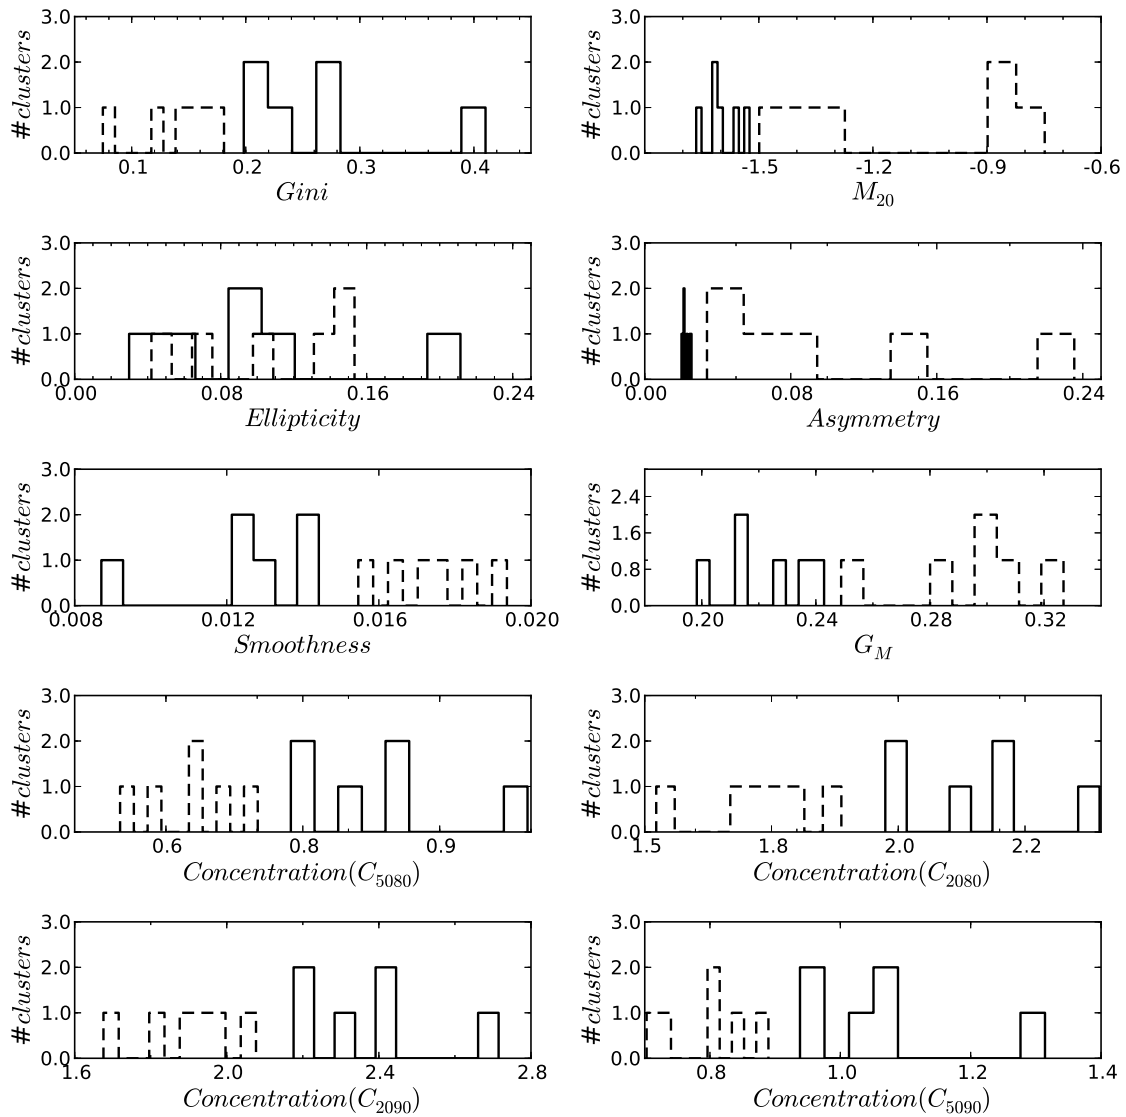 3.0 3.0
#clusters 2.0 #clusters 2.0
1.0 1.0
0.0 0.0
0.1 0.2 0.3 0.4 -1.5 -1.2 -0.9 -0.6
Gini M20
3.0 3.0
#clusters 2.0 #clusters 2.0
1.0 1.0
0.0 0.0
0.00 0.08 0.16 0.24 0.00 0.08 0.16 0.24
Ellipticity Asymmetry
3.0 2.4
#clusters 2.0 #clusters 1.6
1.0 0.8
0.0 0.0
0.008 0.012 0.016 0.020 0.20 0.24 0.28 0.32
Smoothness GM
3.0 3.0
#clusters 2.0 #clusters 2.0
1.0 1.0
0.0 0.0
0.6 0.8 0.9 1.5 1.8 2.0 2.2
Concentration(C5080) Concentration(C2080)
3.0 3.0
#clusters 2.0 #clusters 2.0
1.0 1.0
0.0 0.0
1.6 2.0 2.4 2.8 0.8 1.0 1.2 1.4
Concentration(C2090) Concentration(C5090)